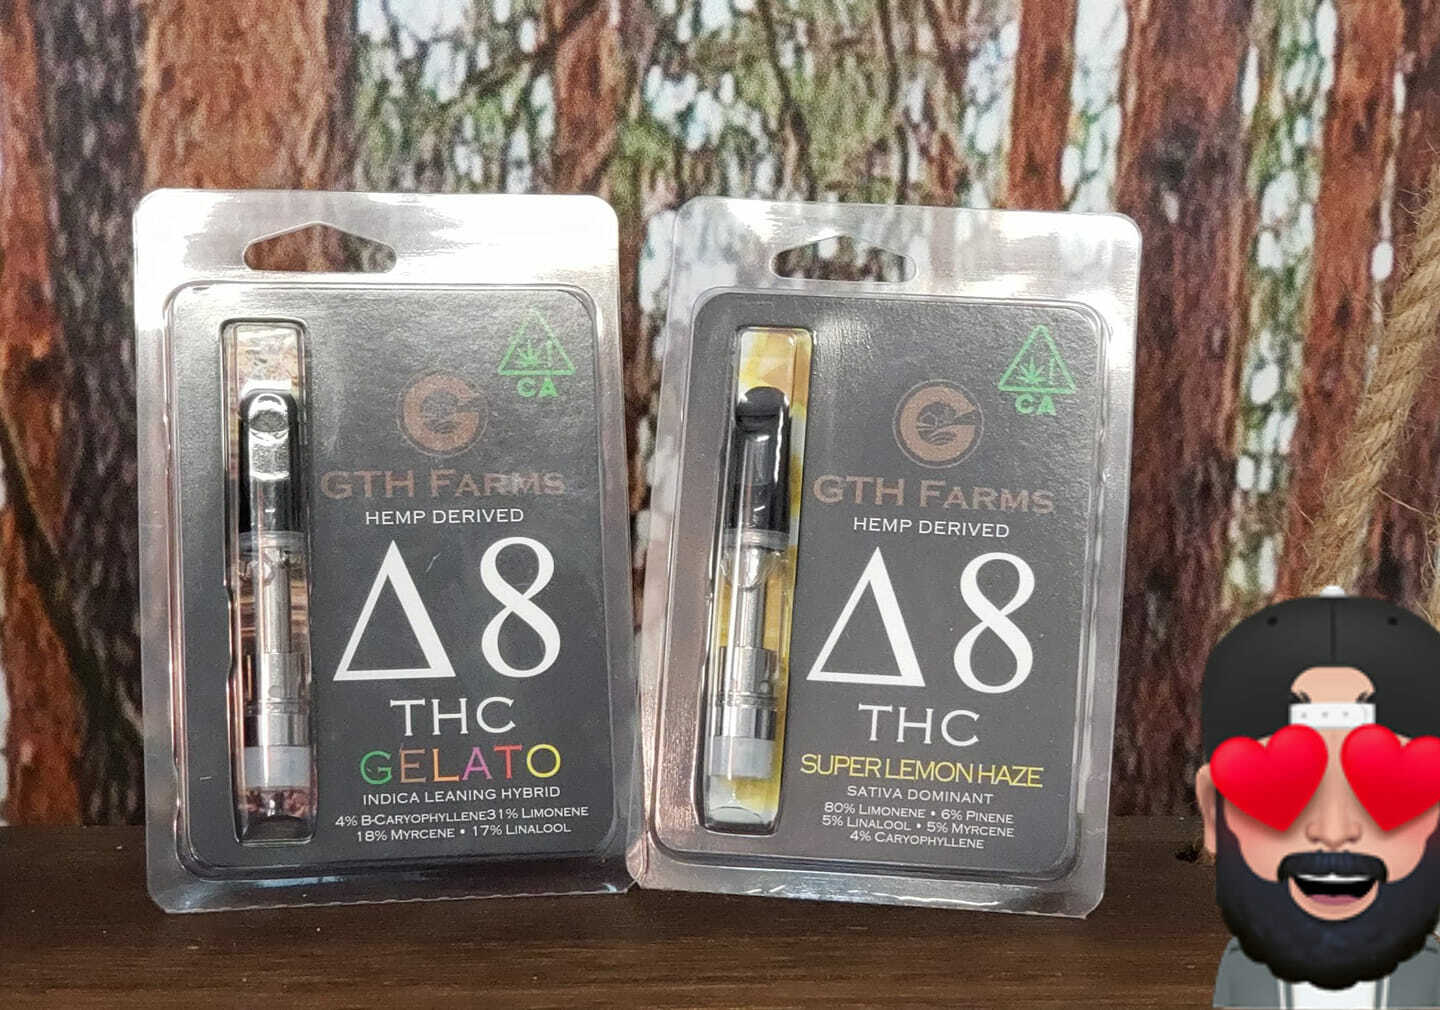 CA
G
GTH FARMS
HEMP DERIVED
Δ8
THC
GELATO
INDICA LEANING HYBRID
4% B-CARYOPHYLLENE31% LIMONENE
18% MYRCENE • 17% LINALOOL
CA
G
GTH FARMS
HEMP DERIVED
Δ8
THC
SUPER LEMON HAZE
SATIVA DOMINANT
80% LIMONENE • 6% PINENE
5% LINALOOL • 5% MYRCENE
4% CARYOPHYLLENE